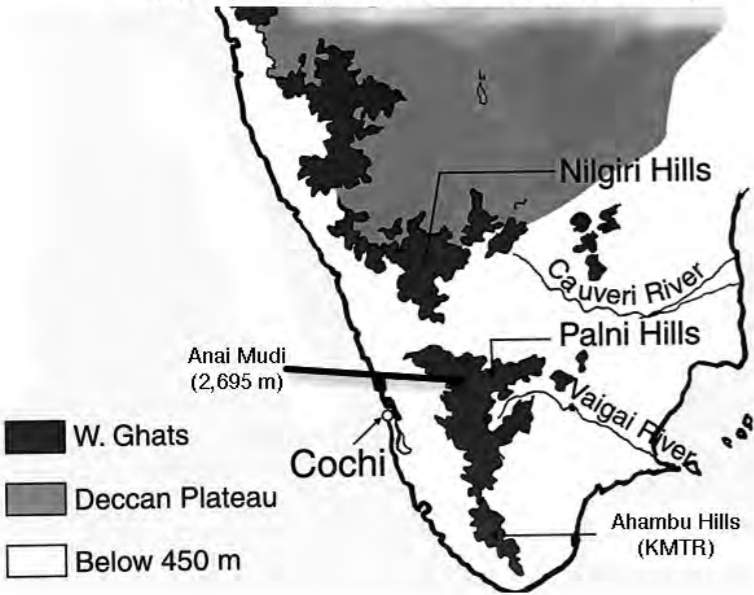 Nilgiri Hills
Cauveri River
Palni Hills
Anai Mudi
(2,695 m)
Vaigai River
W. Ghats
Cochi
Deccan Plateau
Ahambu Hills
(KMTR)
Below 450 m